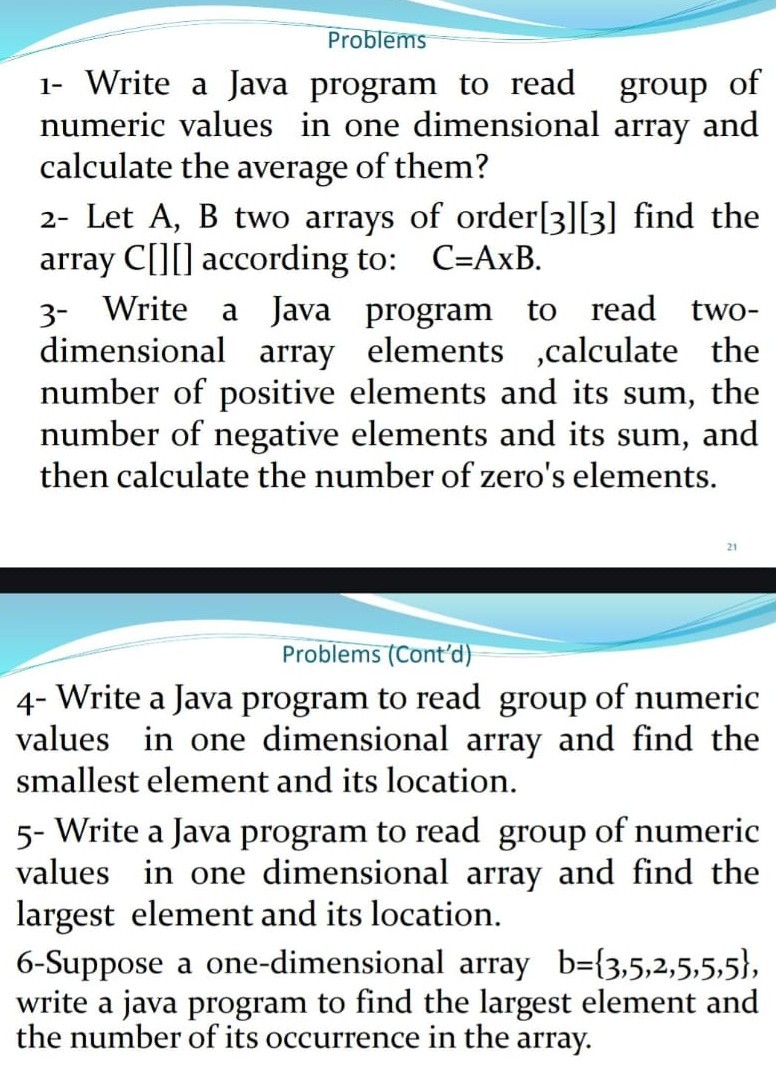 Problems
1- Write a Java program to read group of
numeric values in one dimensional array and
calculate the average of them?
2- Let A, B two arrays of order[3][3] find the
array C[][] according to: C=AxB.
3- Write a Java program to read two-
dimensional array elements ,calculate the
number of positive elements and its sum, the
number of negative elements and its sum, and
then calculate the number of zero's elements.
21
Problems (Cont'd)
4- Write a Java program to read group of numeric
values in one dimensional array and find the
smallest element and its location.
5- Write a Java program to read group of numeric
values in one dimensional array and find the
largest element and its location.
6-Suppose a one-dimensional array b={3,5,2,5,5,5},
write a java program to find the largest element and
the number of its occurrence in the array.